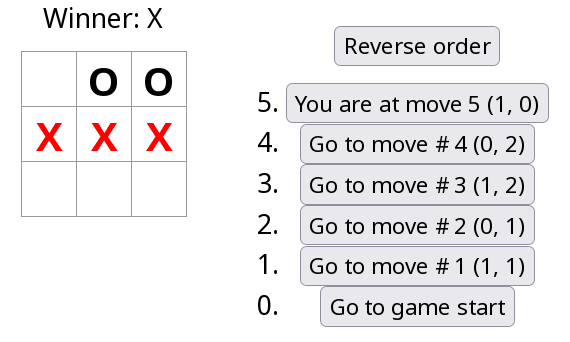 Winner: X
O O
X X X
Reverse order
5. You are at move 5 (1, 0)
4. Go to move # 4 (0, 2)
3. Go to move # 3 (1, 2)
2. Go to move # 2 (0, 1)
1. Go to move # 1 (1, 1)
0. Go to game start